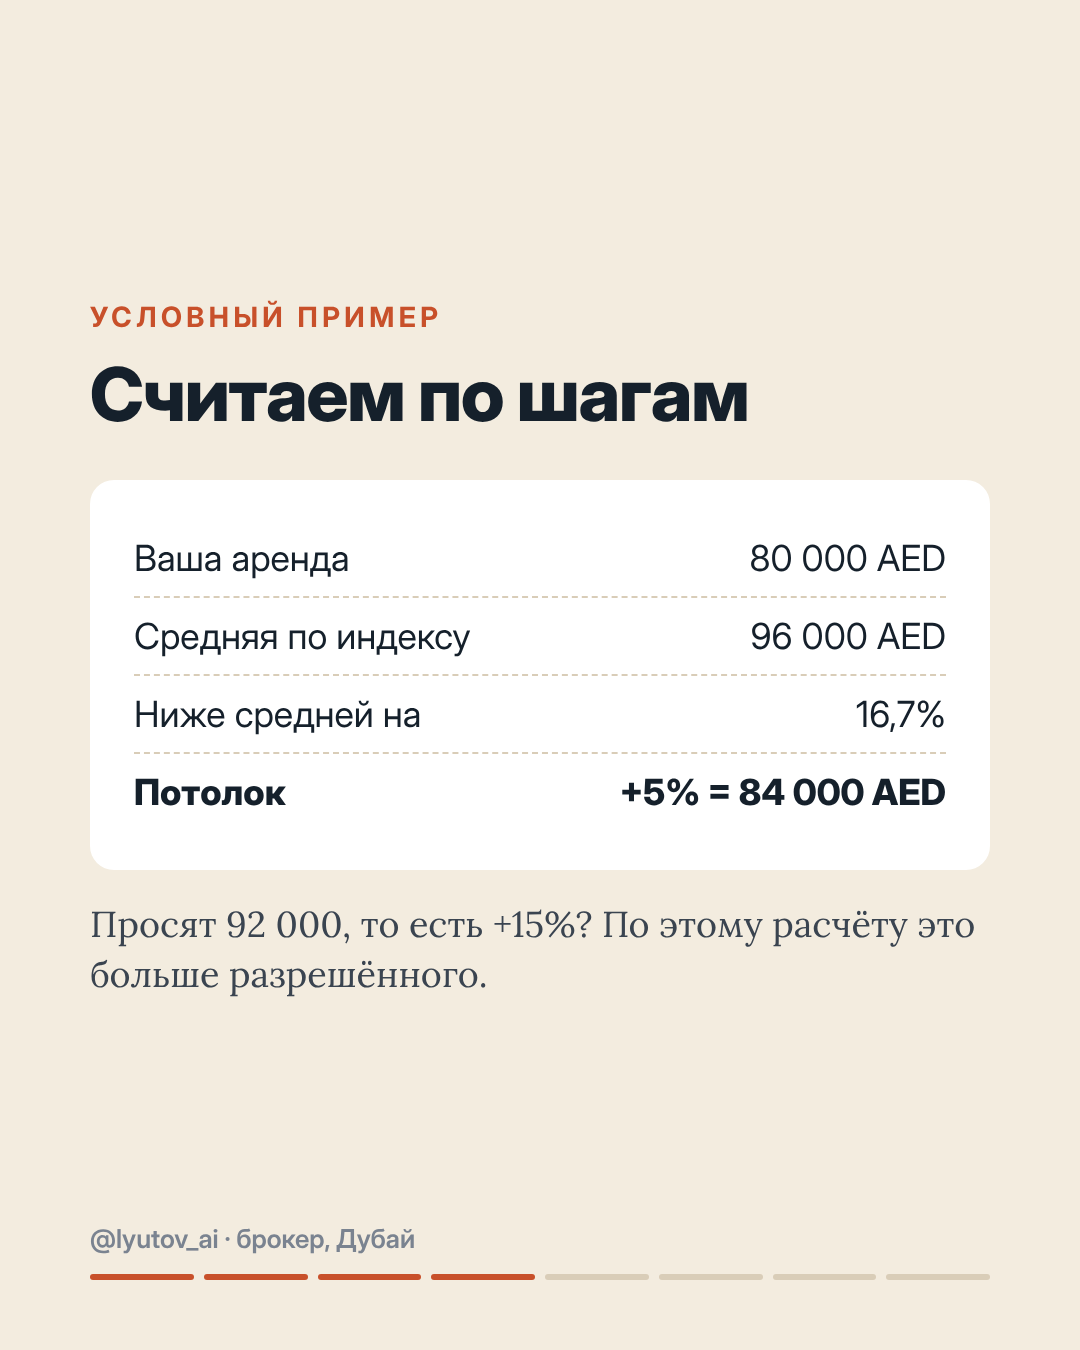 УСЛОВНЫЙ ПРИМЕР
Считаем по шагам
Ваша аренда 80 000 AED
Средняя по индексу 96 000 AED
Ниже средней на 16,7%
Потолок +5% = 84 000 AED
Просят 92 000, то есть +15%? По этому расчёту это
больше разрешённого.
@lyutov_ai · брокер, Дубай